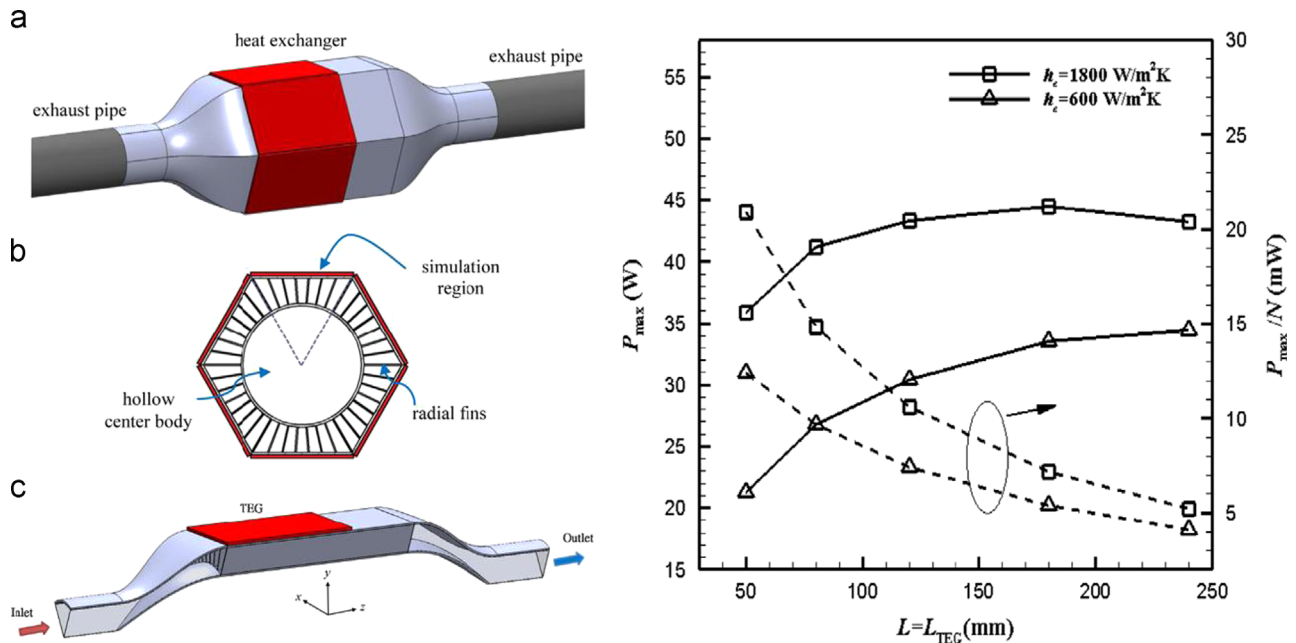 a
heat exchanger
exhaust pipe
exhaust pipe
b
simulation
region
hollow
center body
radial fins
c
TEG
Outlet
Inlet
x
y
z
h_c=1800 W/m²K
h_c=600 W/m²K
P_max (W)
55
50
45
40
35
30
25
20
15
P_max/N (mW)
30
25
20
15
10
5
50
100
150
200
250
L=L_TEG(mm)